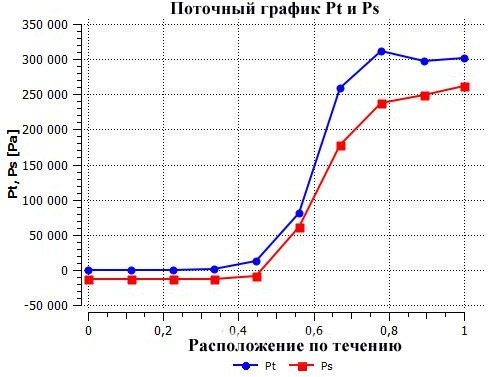 Поточный график Pt и Ps
350 000
300 000
250 000
200 000
150 000
100 000
50 000
0
-50 000
Pt, Ps [Pa]
0 0,2 0,4 0,6 0,8 1
Расположение по течению
Pt Ps